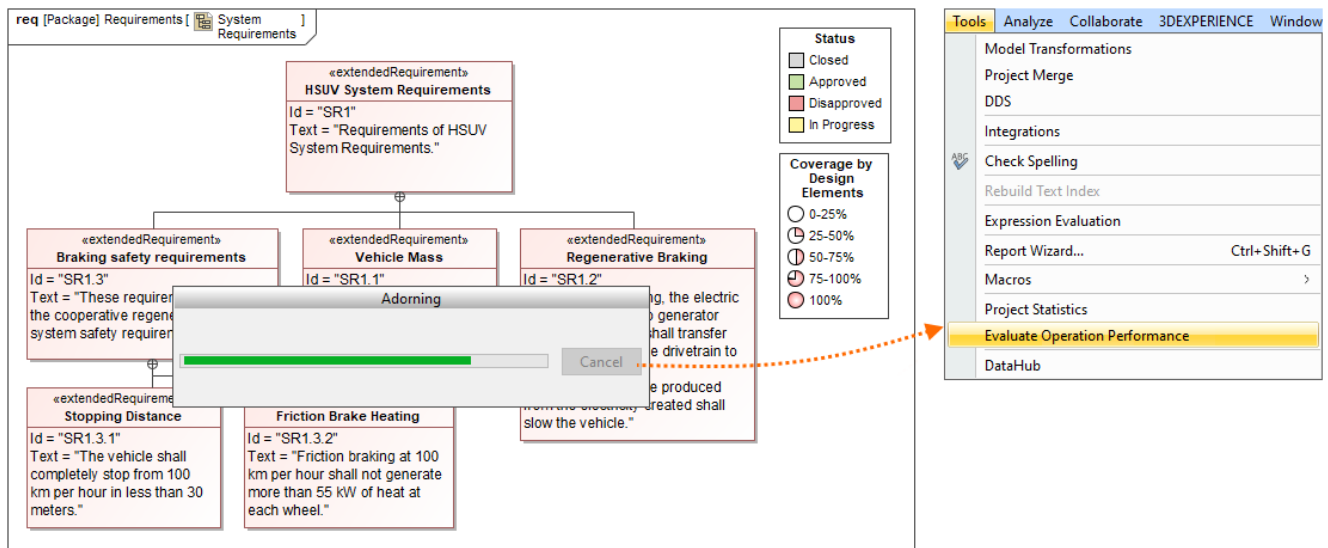 req [Package] Requirements [ System Requirements ]
«extendedRequirement»
HSUV System Requirements
Id = "SR1"
Text = "Requirements of HSUV
System Requirements."
Status
Closed
Approved
Disapproved
In Progress
Coverage by
Design
Elements
0-25%
25-50%
50-75%
75-100%
100%
«extendedRequirement»
Braking safety requirements
Id = "SR1.3"
Text = "These requirer
the cooperative regene
system safety requirem
«extendedRequirement»
Vehicle Mass
Id = "SR1.1"
«extendedRequirement»
Regenerative Braking
Id = "SR1.2"
ng, the electric
o generator
shall transfer
e drivetrain to
e produced
from the electricity created shall
slow the vehicle."
Adorning
Cancel
«extendedRequireme
Stopping Distance
Id = "SR1.3.1"
Text = "The vehicle shall
completely stop from 100
km per hour in less than 30
meters."
Friction Brake Heating
Id = "SR1.3.2"
Text = "Friction braking at 100
km per hour shall not generate
more than 55 kW of heat at
each wheel."
Tools Analyze Collaborate 3DEXPERIENCE Window
Model Transformations
Project Merge
DDS
Integrations
ABC Check Spelling
Rebuild Text Index
Expression Evaluation
Report Wizard... Ctrl+Shift+G
Macros
Project Statistics
Evaluate Operation Performance
DataHub